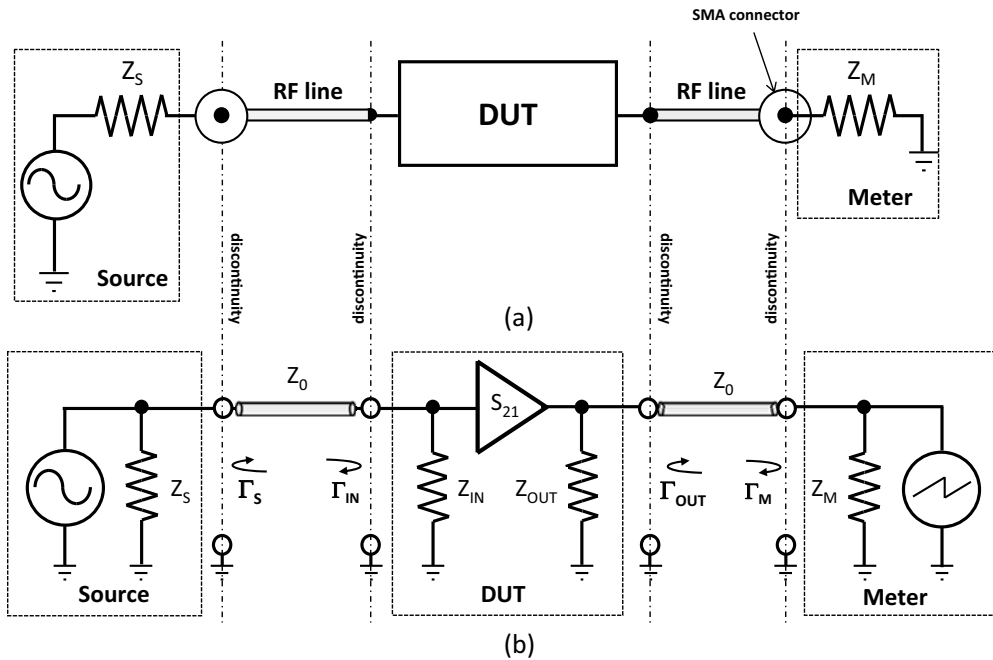 SMA connector
Z_S
RF line
DUT
RF line
Z_M
Source
Meter
discontinuity
discontinuity
discontinuity
discontinuity
(a)
Z_0
S_21
Z_0
Z_S
Γ_S
Γ_IN
Z_IN
Z_OUT
Γ_OUT
Γ_M
Z_M
Source
DUT
Meter
(b)